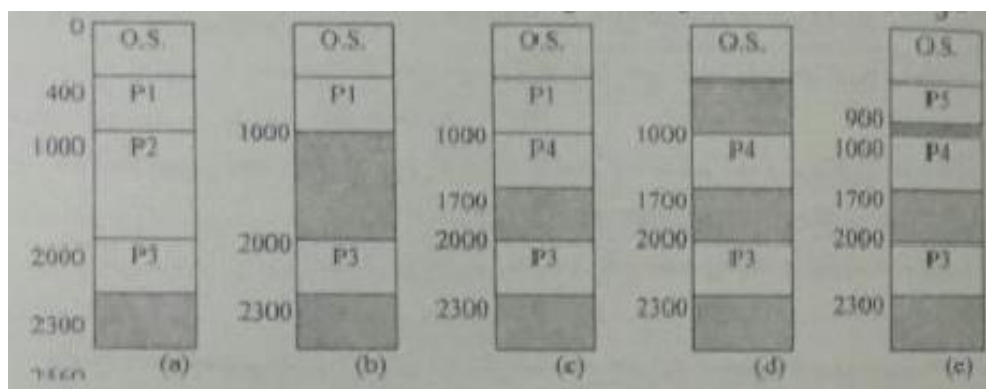 0 O.S. O.S. O.S. O.S. O.S.
400 P1 P1 P1 P5
900
1000 P2 1000 1000 P4 1000 P4 1000 P4
1700 1700 1700
2000 P3 2000 P3 2000 P3 2000 P3 2000 P3
2300 2300 2300 2300 2300
(a) (b) (c) (d) (e)